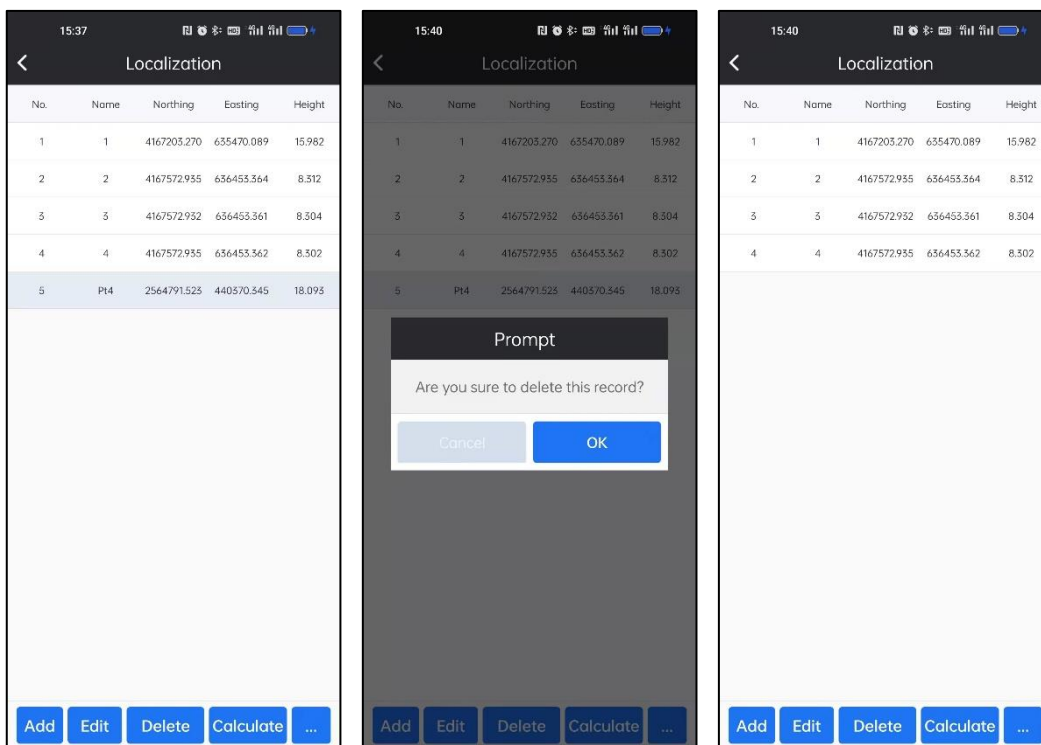 15:37
Localization
No. Name Northing Easting Height
1 1 4167203.270 635470.089 15.982
2 2 4167572.935 636453.364 8.312
3 3 4167572.932 636453.361 8.304
4 4 4167572.935 636453.362 8.302
5 Pt4 2564791.523 440370.345 18.093
Add Edit Delete Calculate ...
15:40
Localization
No. Name Northing Easting Height
1 1 4167203.270 635470.089 15.982
2 2 4167572.935 636453.364 8.312
3 3 4167572.932 636453.361 8.304
4 4 4167572.935 636453.362 8.302
5 Pt4 2564791.523 440370.345 18.093
Prompt
Are you sure to delete this record?
Cancel OK
Add Edit Delete Calculate ...
15:40
Localization
No. Name Northing Easting Height
1 1 4167203.270 635470.089 15.982
2 2 4167572.935 636453.364 8.312
3 3 4167572.932 636453.361 8.304
4 4 4167572.935 636453.362 8.302
Add Edit Delete Calculate ...